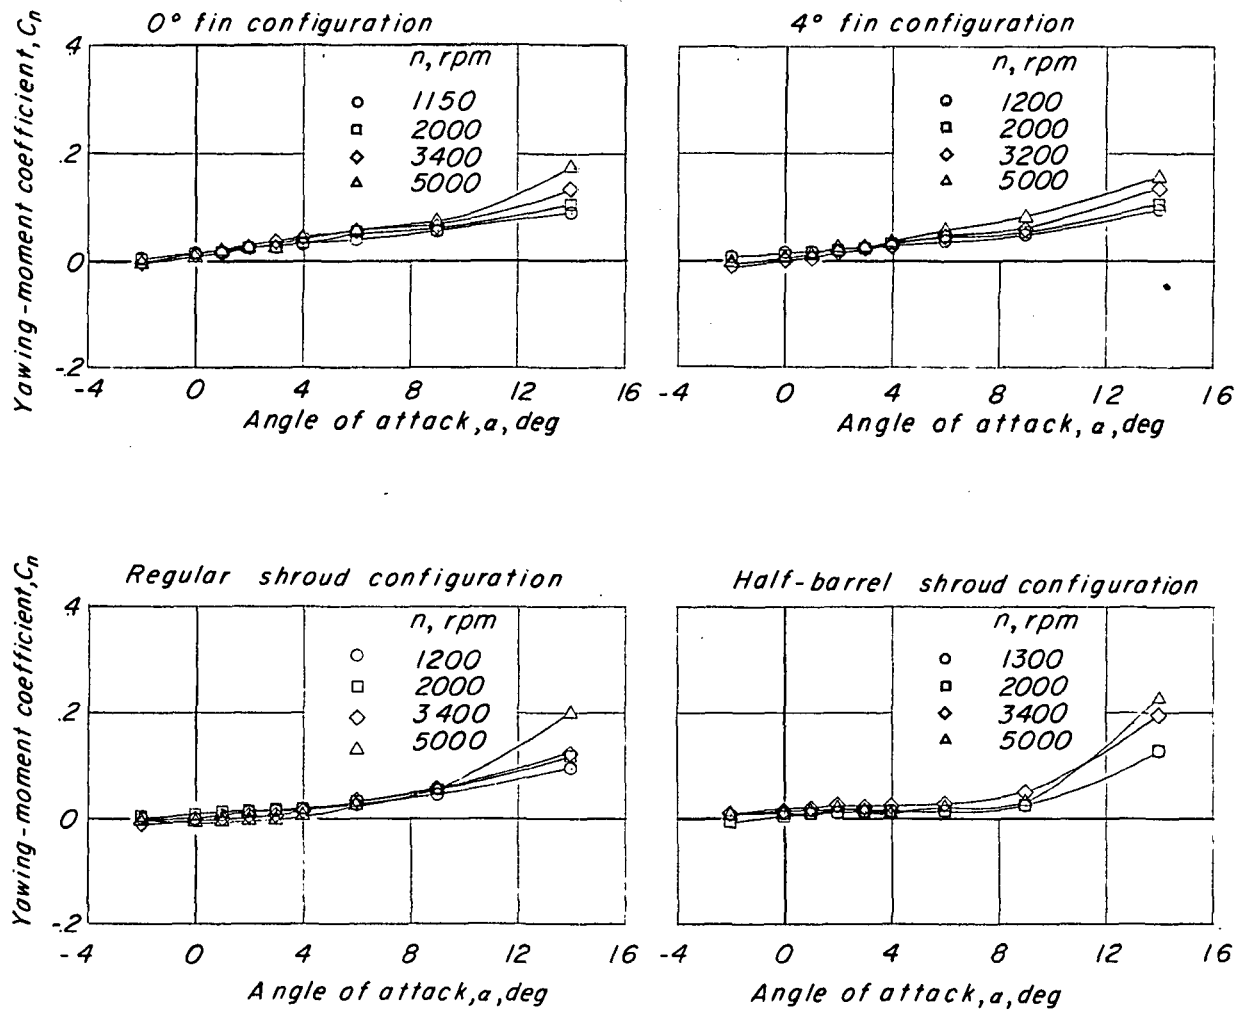 0° fin configuration
Yawing-moment coefficient, Cn
.4
.2
0
-.2
n, rpm
1150
2000
3400
5000
-4 0 4 8 12 16
Angle of attack, α, deg
4° fin configuration
n, rpm
1200
2000
3200
5000
-4 0 4 8 12 16
Angle of attack, α, deg
Regular shroud configuration
Yawing-moment coefficient, Cn
.4
.2
0
-.2
n, rpm
1200
2000
3400
5000
-4 0 4 8 12 16
Angle of attack, α, deg
Half-barrel shroud configuration
n, rpm
1300
2000
3400
5000
-4 0 4 8 12 16
Angle of attack, α, deg